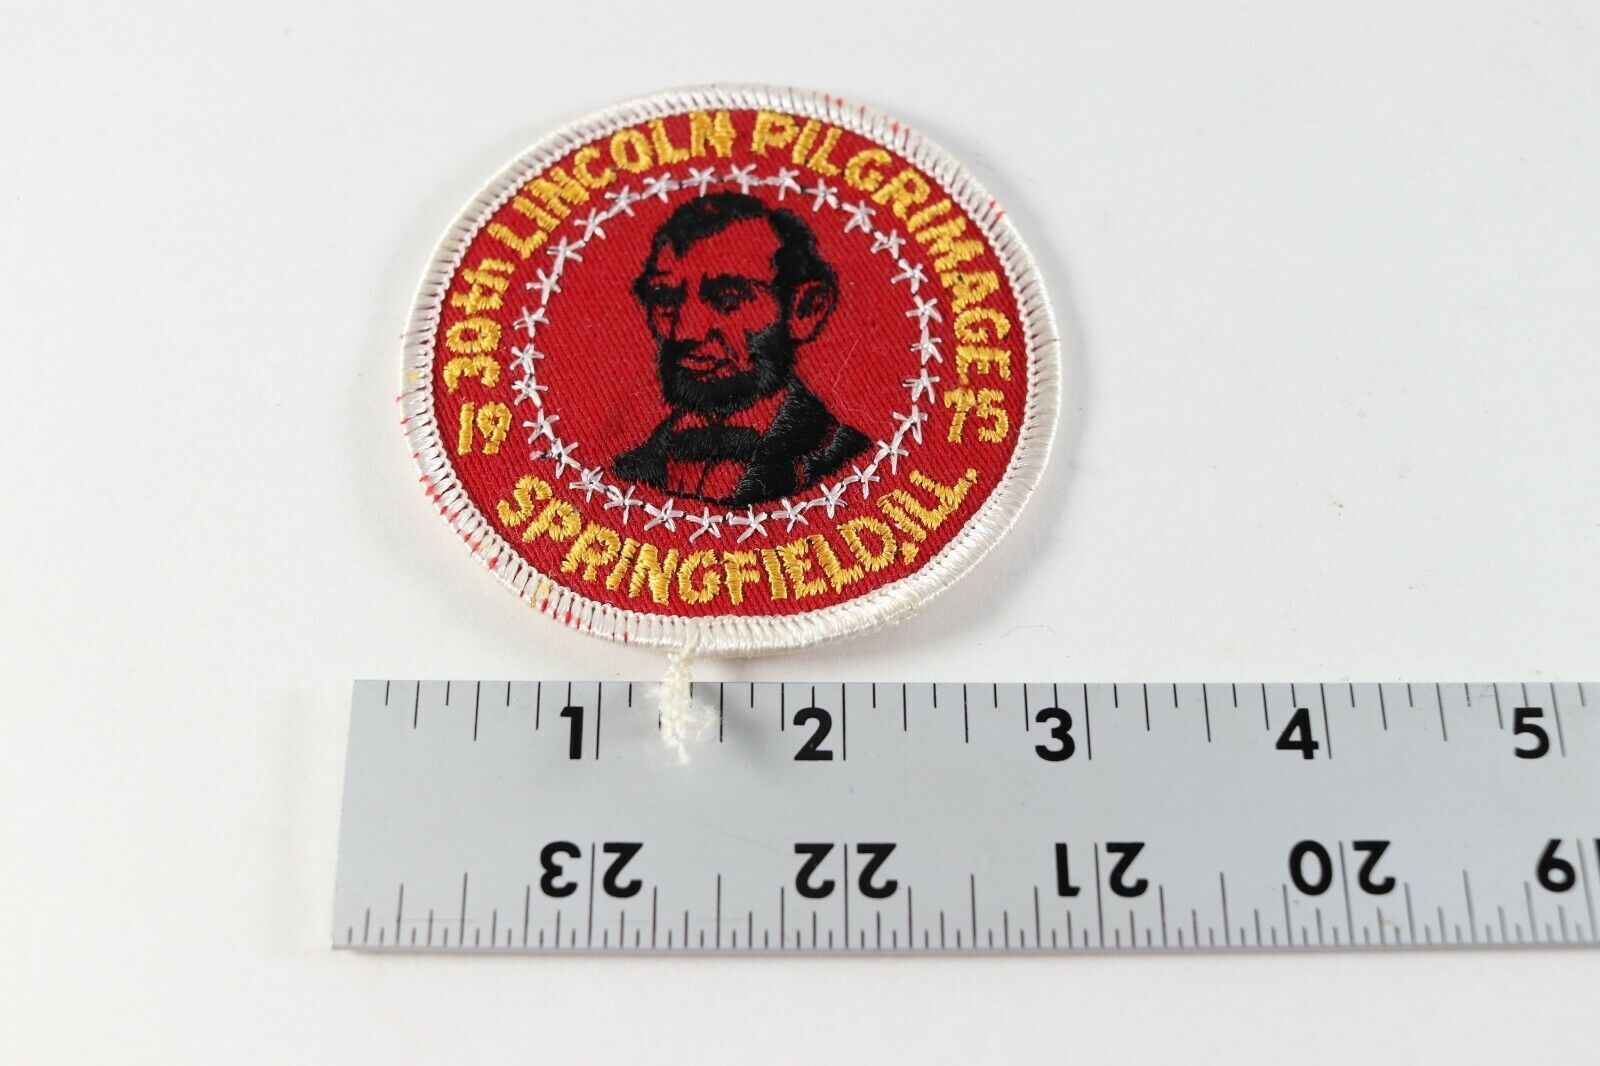 30th LINCOLN PILGRIMAGE
19 75
SPRINGFIELD, ILL.
1 2 3 4 5
23 22 21 20 9